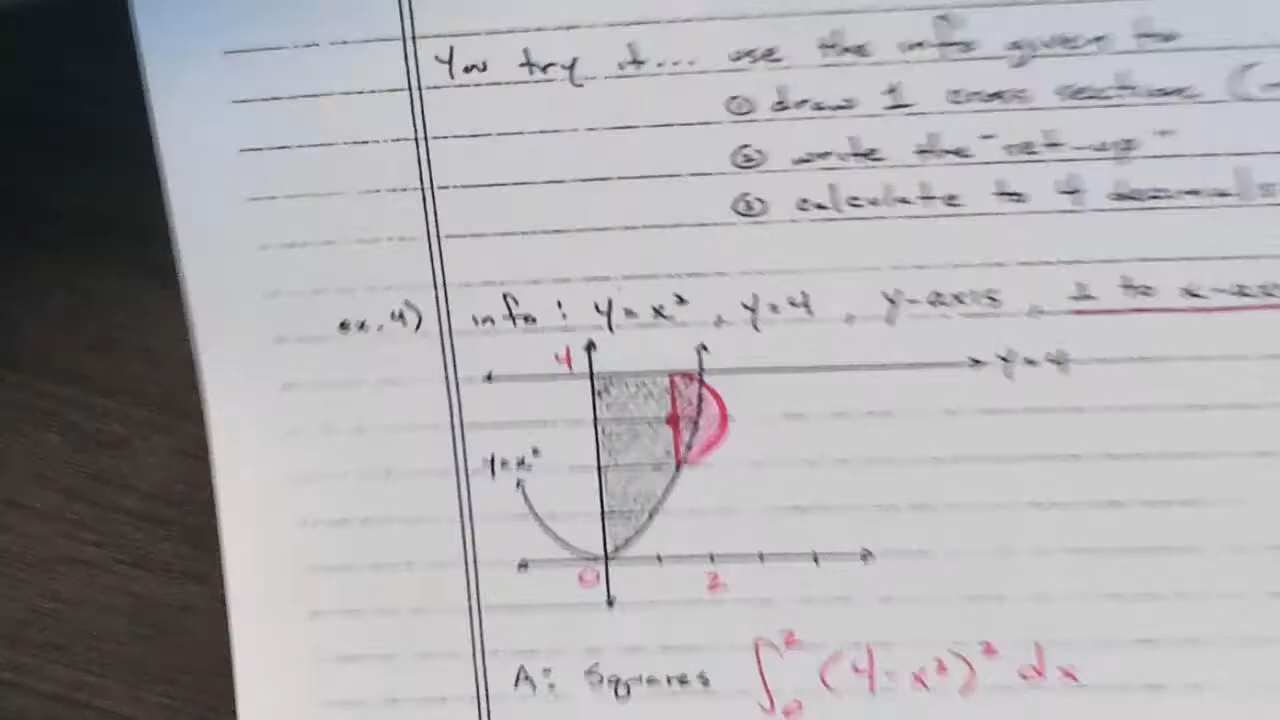 You try it... use the info given to
① draw 1 cross section (
② write the "set-up"
③ calculate to 4 decimals
ex. 4) info: y = x² , y = 4 , y-axis , ⊥ to x-axis
4
y = 4
y = x²
0
2
A: Squares ∫₀² (4 - x²)² dx